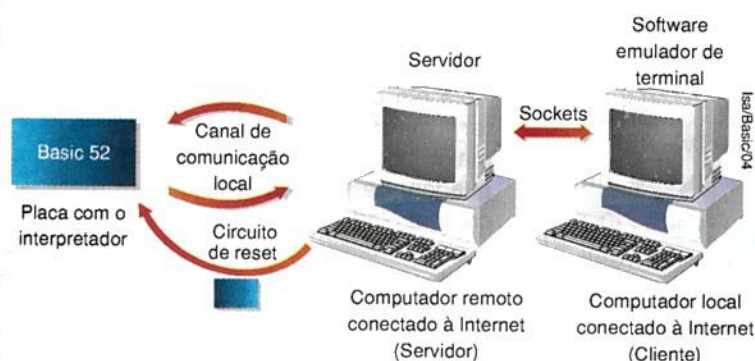 Software
emulador de
terminal
Servidor
Sockets
Isa/Basic/04
Basic 52
Canal de
comunicação
local
Placa com o
interpretador
Circuito
de reset
Computador remoto
conectado à Internet
(Servidor)
Computador local
conectado à Internet
(Cliente)